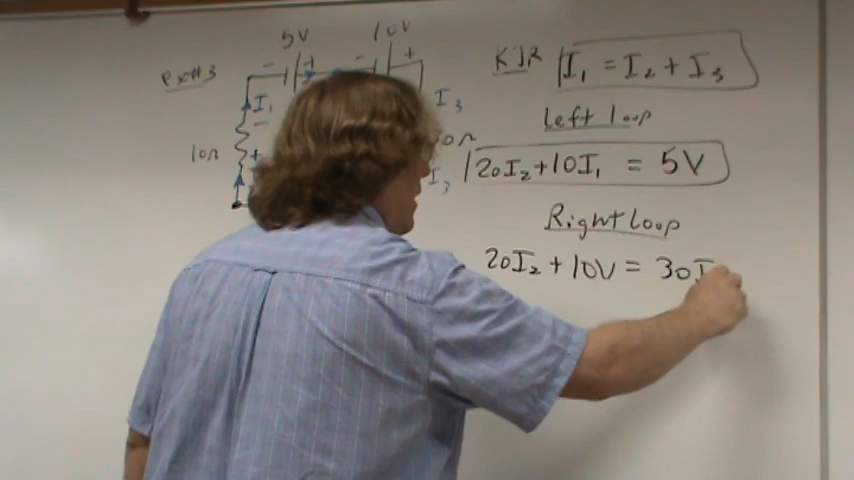 5V 10V
Ex#3
- + - +
I₁ I₃
-
10Ω
+
I₃
KJR I₁ = I₂ + I₃
Left loop
20I₂+10I₁ = 5V
Right loop
20I₂ + 10V = 30I